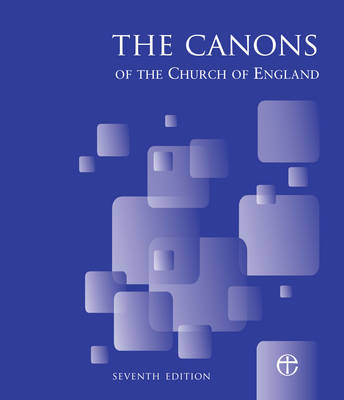 THE CANONS
OF THE CHURCH OF ENGLAND
SEVENTH EDITION